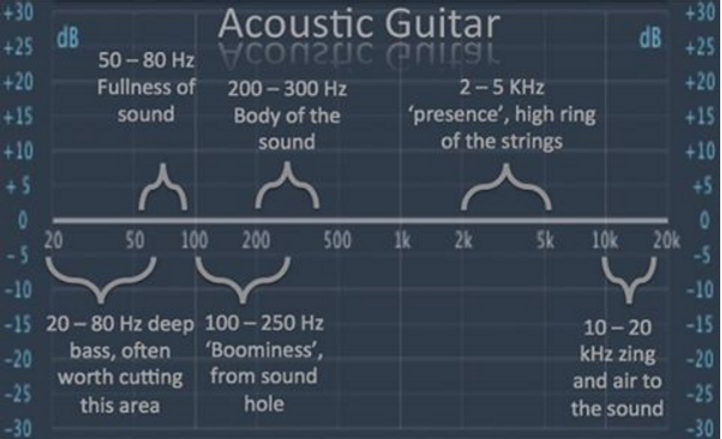 Acoustic Guitar
dB
dB
+30
+25
+20
+15
+10
+5
0
-5
-10
-15
-20
-25
-30
+30
+25
+20
+15
+10
+5
0
-5
-10
-15
-20
-25
-30
50 – 80 Hz
Fullness of
sound
200 – 300 Hz
Body of the
sound
2 – 5 KHz
‘presence’, high ring
of the strings
20 50 100 200 500 1k 2k 5k 10k 20k
20 – 80 Hz deep
bass, often
worth cutting
this area
100 – 250 Hz
‘Boominess’,
from sound
hole
10 – 20
kHz zing
and air to
the sound